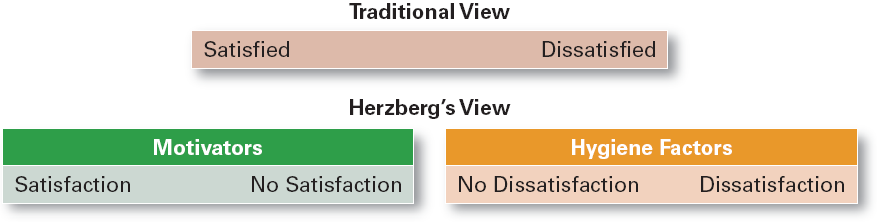 Traditional View
Satisfied Dissatisfied
Herzberg's View
Motivators Hygiene Factors
Satisfaction No Satisfaction No Dissatisfaction Dissatisfaction